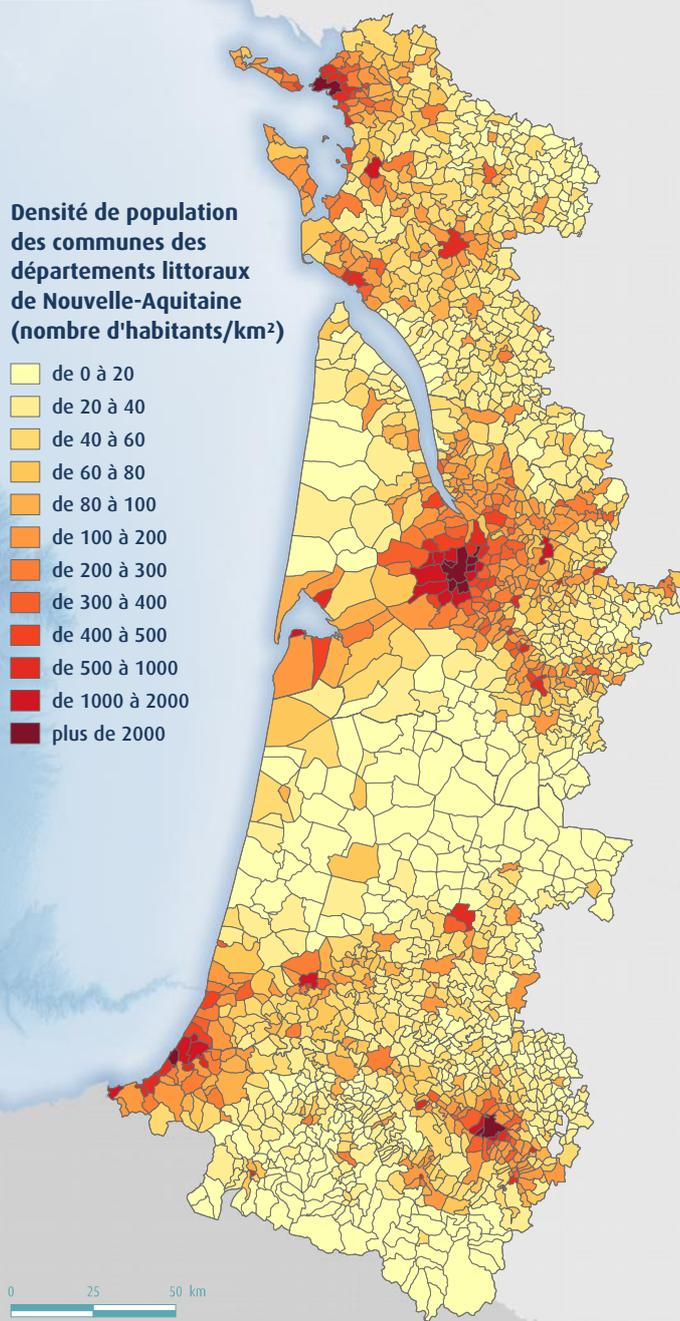 Densité de population
des communes des
départements littoraux
de Nouvelle-Aquitaine
(nombre d'habitants/km²)
de 0 à 20
de 20 à 40
de 40 à 60
de 60 à 80
de 80 à 100
de 100 à 200
de 200 à 300
de 300 à 400
de 400 à 500
de 500 à 1000
de 1000 à 2000
plus de 2000
0 25 50 km